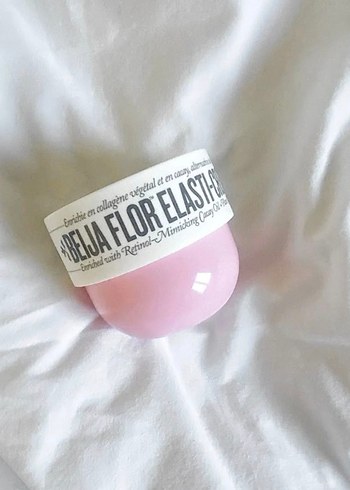 Enrichie en collagène végétal et en cacay,
BEIJA FLOR ELASTI-
Enriched with Retinol-Mimicking Cacay Oil